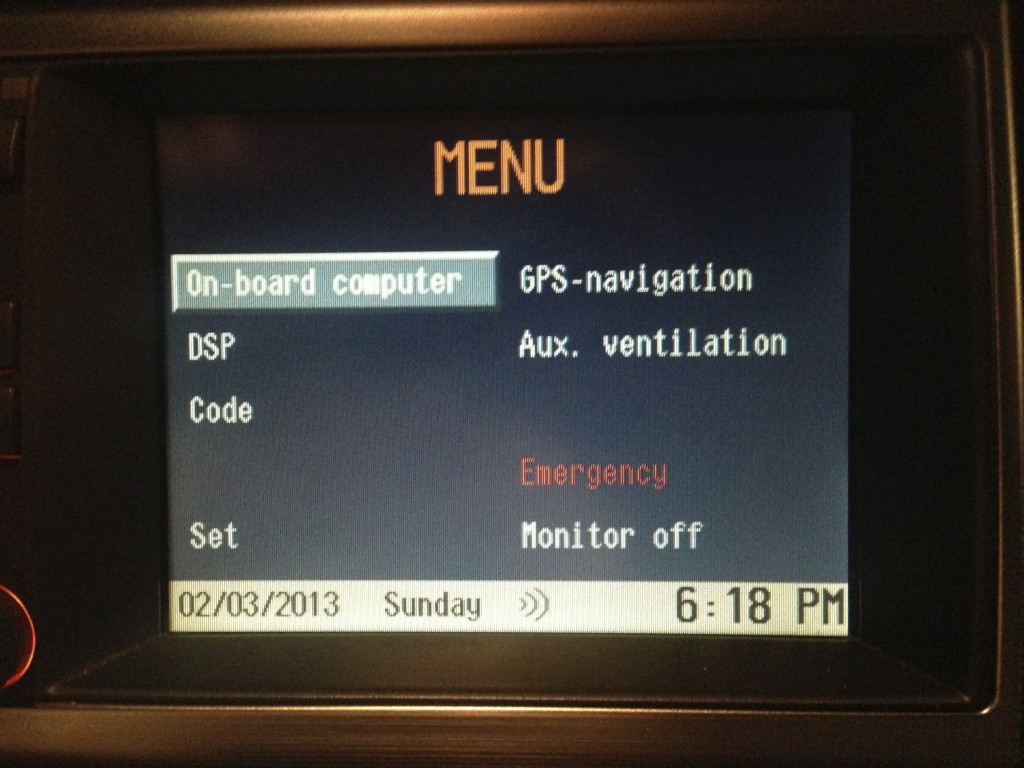 MENU
On-board computer
GPS-navigation
DSP
Aux. ventilation
Code
Emergency
Set
Monitor off
02/03/2013 Sunday 6:18 PM